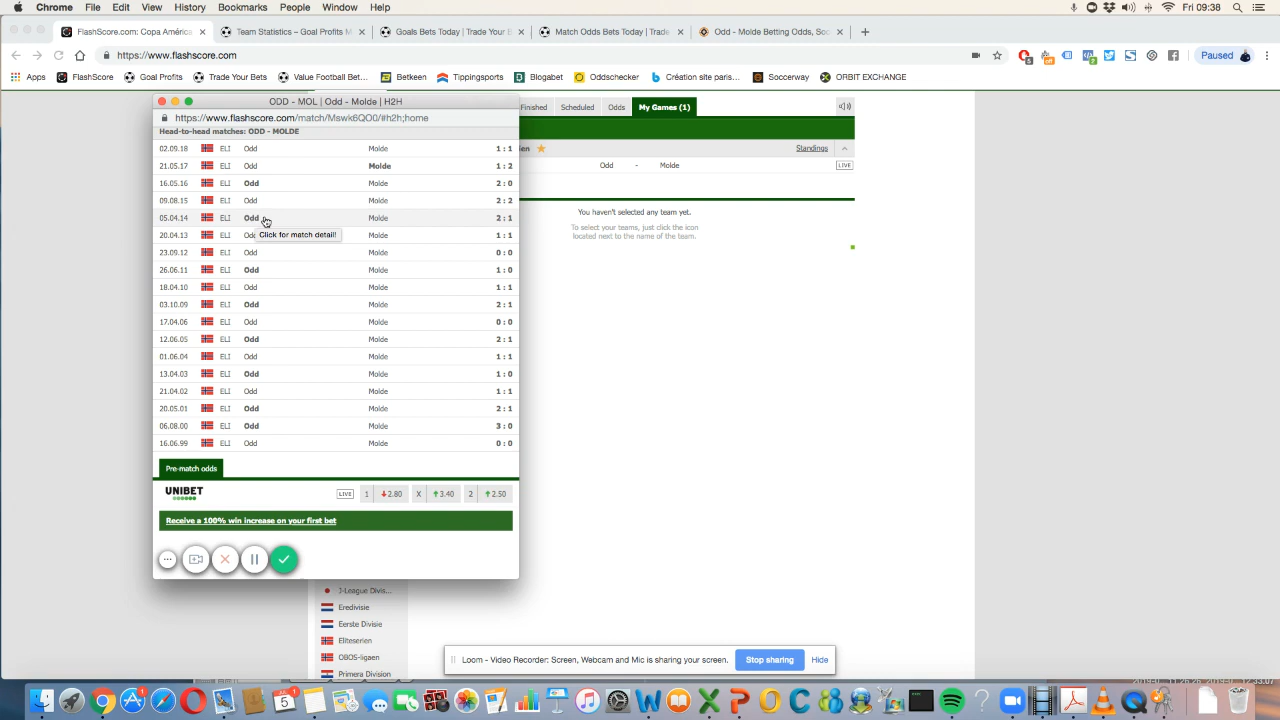 Chrome File Edit View History Bookmarks People Window Help Fri 09:38
FlashScore.com: Copa América Team Statistics – Goal Profits M Goals Bets Today | Trade Your B Match Odds Bets Today | Trade Odd - Molde Betting Odds, Soc
https://www.flashscore.com Paused
Apps FlashScore Goal Profits Trade Your Bets Value Footbal... Betkeen Tippingsports Blogabet Oddschecker Création site paris... Soccerway ORBIT EXCHANGE
ODD - MOL | Odd - Molde | H2H
https://www.flashscore.com/match/Mswk6QO0/#h2h;home
Head-to-head matches: ODD - MOLDE
02.09.18 ELI Odd Molde 1 : 1
21.05.17 ELI Odd Molde 1 : 2
16.05.16 ELI Odd Molde 2 : 0
09.08.15 ELI Odd Molde 2 : 2
05.04.14 ELI Odd Molde 2 : 1
Click for match detail!
20.04.13 ELI Odd Molde 1 : 1
23.09.12 ELI Odd Molde 0 : 0
26.06.11 ELI Odd Molde 1 : 0
18.04.10 ELI Odd Molde 1 : 1
03.10.09 ELI Odd Molde 2 : 1
17.04.06 ELI Odd Molde 0 : 0
12.06.05 ELI Odd Molde 2 : 1
01.06.04 ELI Odd Molde 1 : 1
13.04.03 ELI Odd Molde 1 : 0
21.04.02 ELI Odd Molde 1 : 1
20.05.01 ELI Odd Molde 2 : 1
06.08.00 ELI Odd Molde 3 : 0
16.06.99 ELI Odd Molde 0 : 0
Pre-match odds
UNIBET LIVE 1 2.80 X 3.40 2 2.50
Receive a 100% win increase on your first bet
Finished Scheduled Odds My Games (1)
ien Standings
Odd - Molde LIVE
You haven't selected any team yet.
To select your teams, just click the icon
located next to the name of the team.
J-League Divis...
Eredivisie
Eerste Divisie
Eliteserien
OBOS-ligaen
Primera Division
Loom - Video Recorder: Screen, Webcam and Mic is sharing your screen. Stop sharing Hide